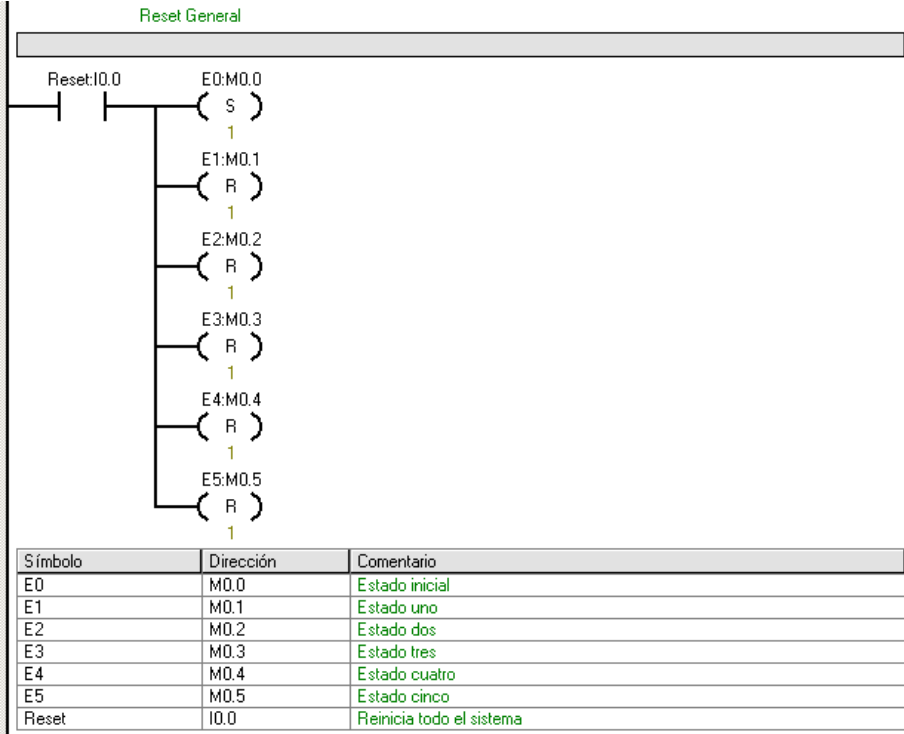 Reset General
Reset:I0.0 E0:M0.0
S
1
E1:M0.1
R
1
E2:M0.2
R
1
E3:M0.3
R
1
E4:M0.4
R
1
E5:M0.5
R
1
Símbolo Dirección Comentario
E0 M0.0 Estado inicial
E1 M0.1 Estado uno
E2 M0.2 Estado dos
E3 M0.3 Estado tres
E4 M0.4 Estado cuatro
E5 M0.5 Estado cinco
Reset I0.0 Reinicia todo el sistema